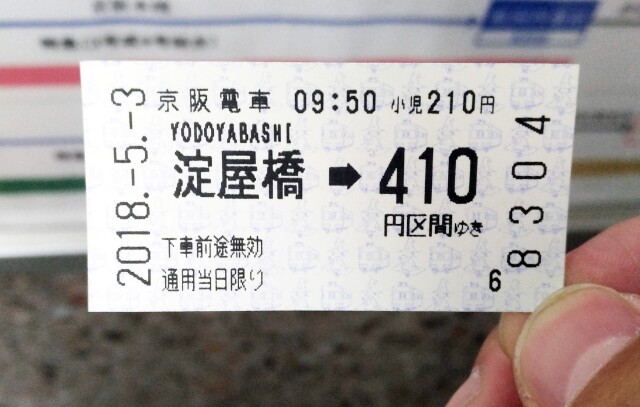 2018.-5.-3
京阪電車 09:50 小児210円
YODOYABASHI
淀屋橋 ➡ 410
円区間ゆき
下車前途無効
通用当日限り
6
8304